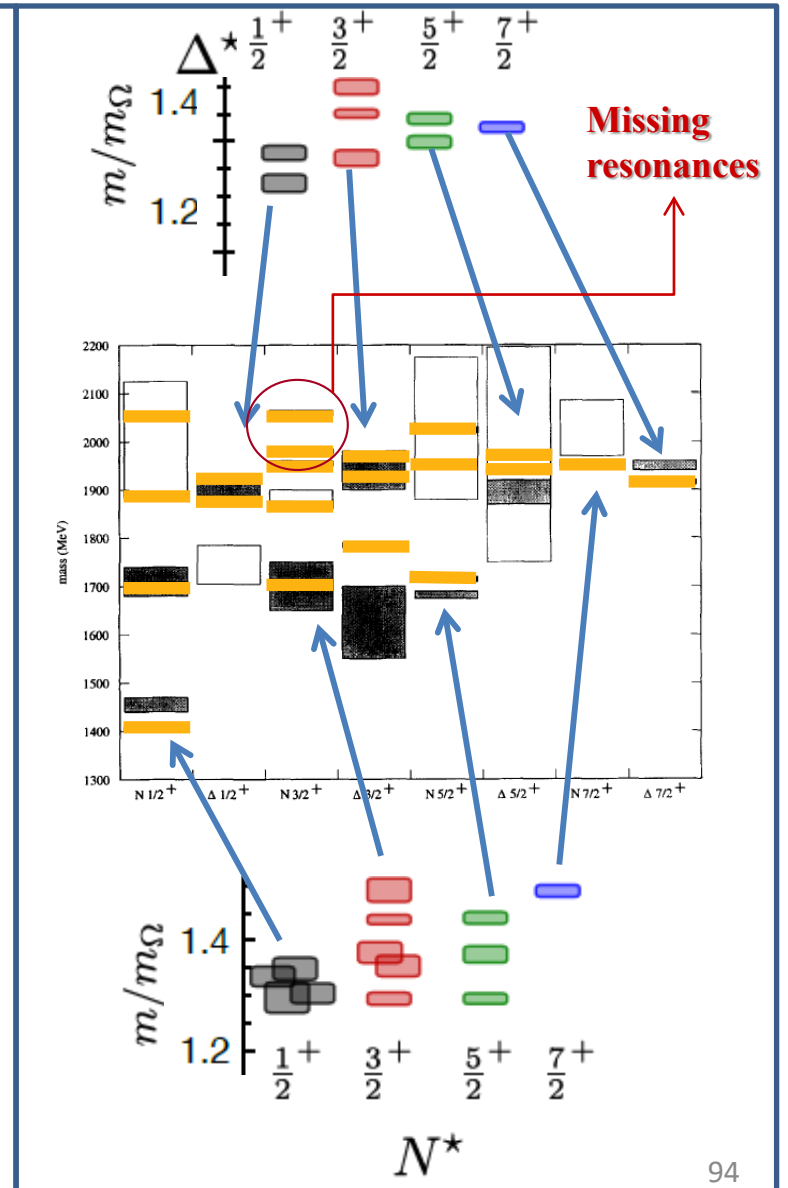 Δ* 1/2+ 3/2+ 5/2+ 7/2+
m/mΩ
1.4
1.2
Missing
resonances
2200
2100
2000
1900
1800
1700
1600
1500
1400
1300
mass (MeV)
N 1/2+ Δ 1/2+ N 3/2+ Δ 3/2+ N 5/2+ Δ 5/2+ N 7/2+ Δ 7/2+
m/mΩ
1.4
1.2
1/2+ 3/2+ 5/2+ 7/2+
N*
94